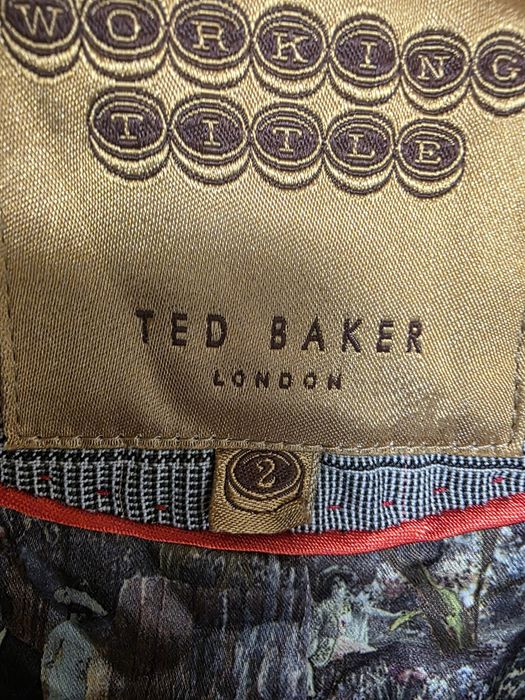 WORKING
TITLE
TED BAKER
LONDON
2